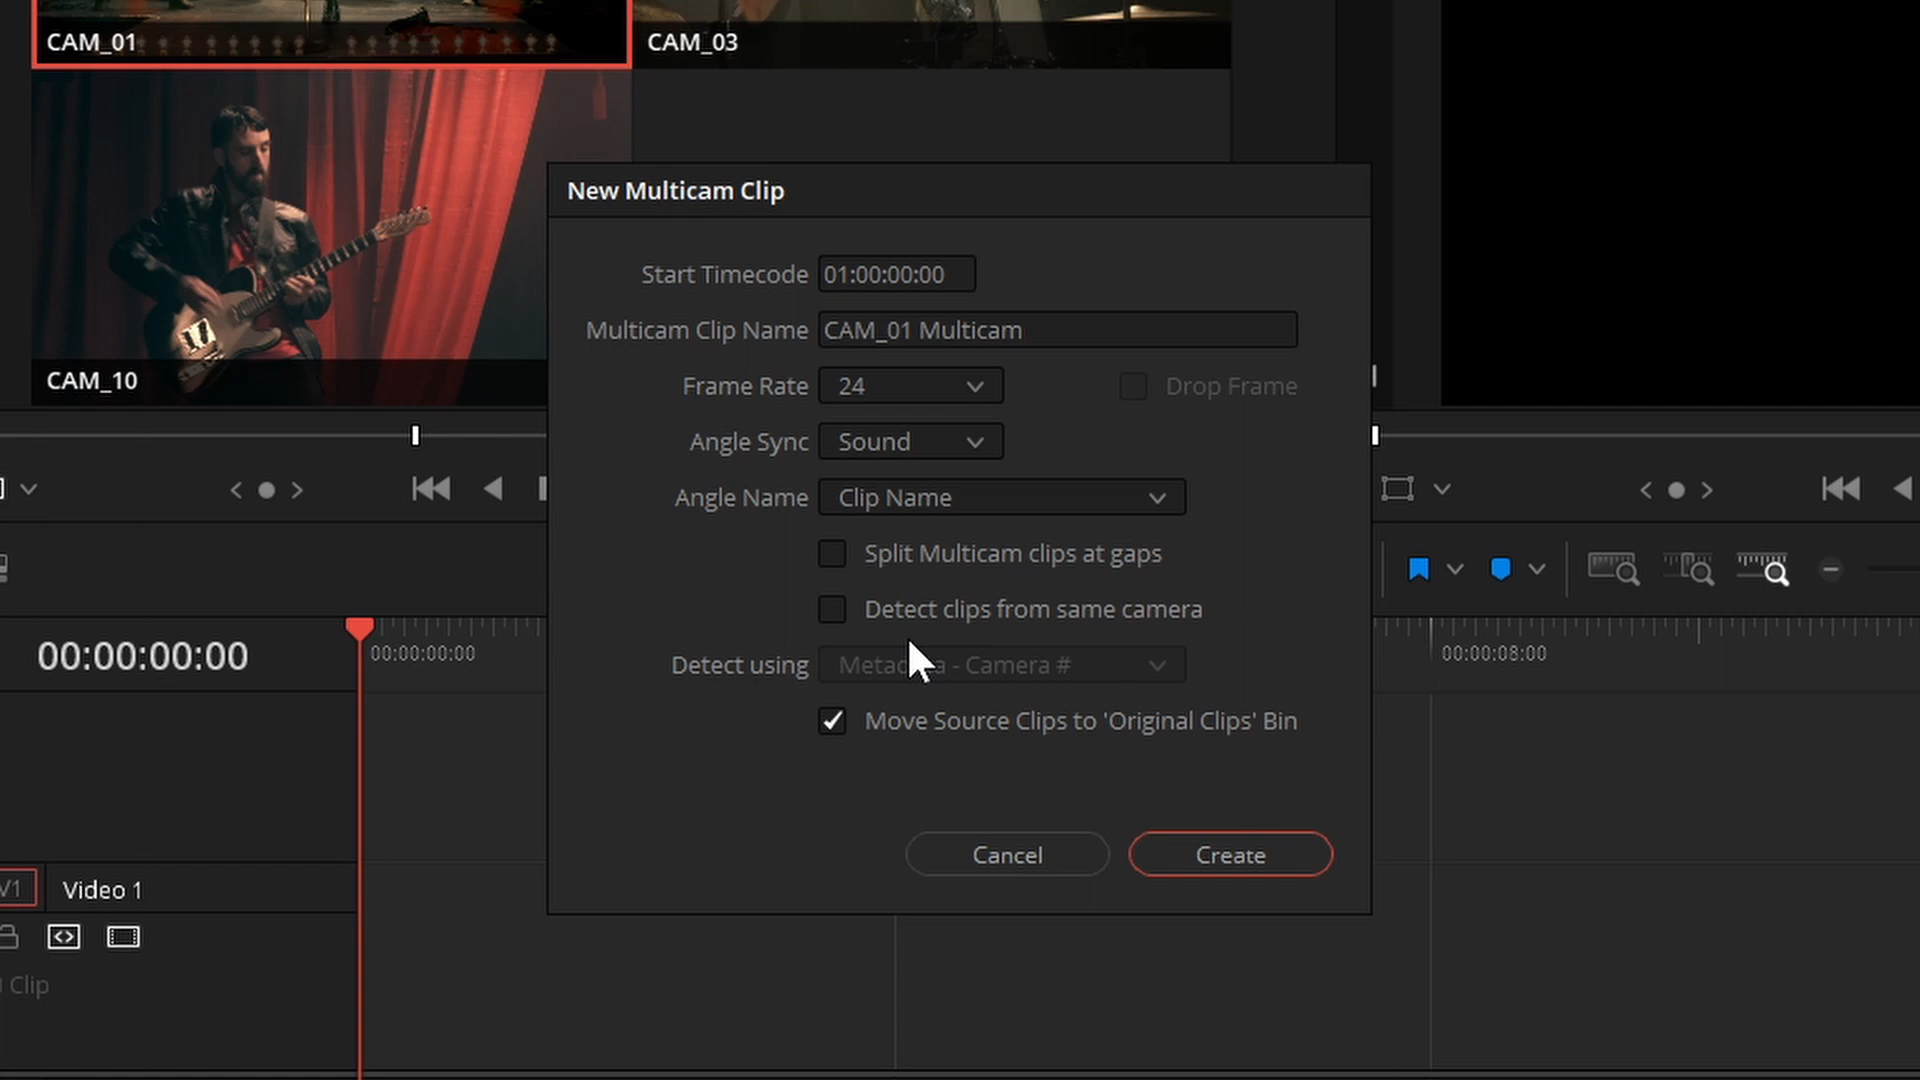 CAM_01
CAM_03
CAM_10
New Multicam Clip
Start Timecode 01:00:00:00
Multicam Clip Name CAM_01 Multicam
Frame Rate 24 Drop Frame
Angle Sync Sound
Angle Name Clip Name
Split Multicam clips at gaps
Detect clips from same camera
Detect using - Camera #
Move Source Clips to 'Original Clips' Bin
Cancel Create
00:00:00:00
00:00:00:00
00:00:08:00
V1 Video 1
Clip